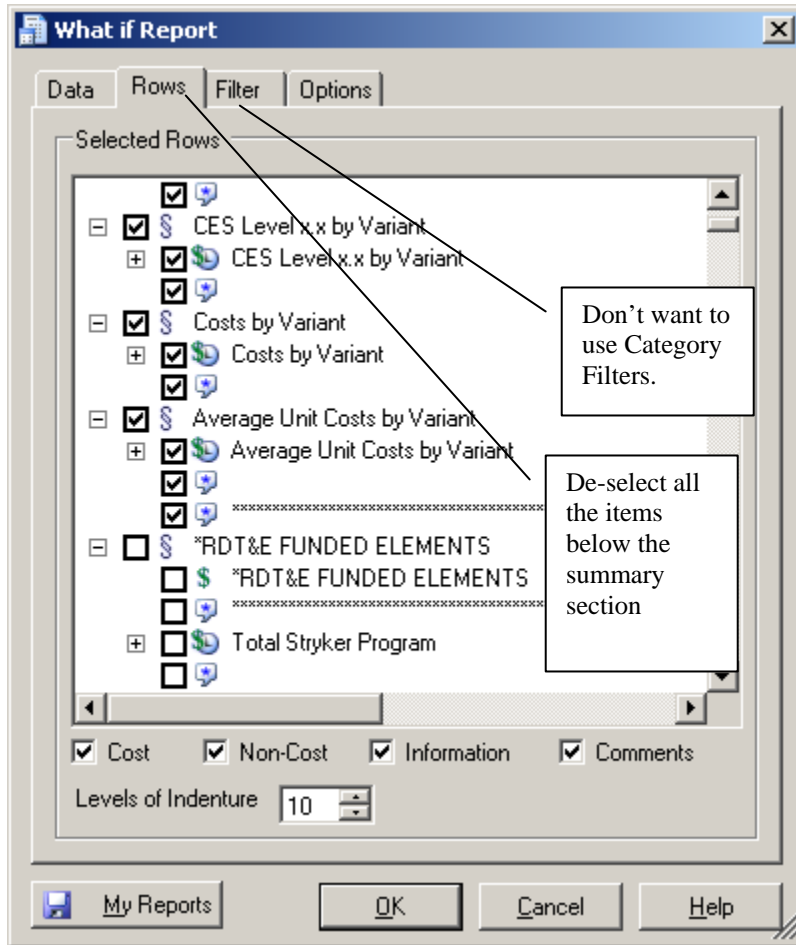 What if Report
Data Rows Filter Options
Selected Rows
§ CES Level x.x by Variant
CES Level x.x by Variant
§ Costs by Variant
Costs by Variant
§ Average Unit Costs by Variant
Average Unit Costs by Variant
§ *RDT&E FUNDED ELEMENTS
$ *RDT&E FUNDED ELEMENTS
Total Stryker Program
Don’t want to
use Category
Filters.
De-select all
the items
below the
summary
section
Cost Non-Cost Information Comments
Levels of Indenture 10
My Reports OK Cancel Help